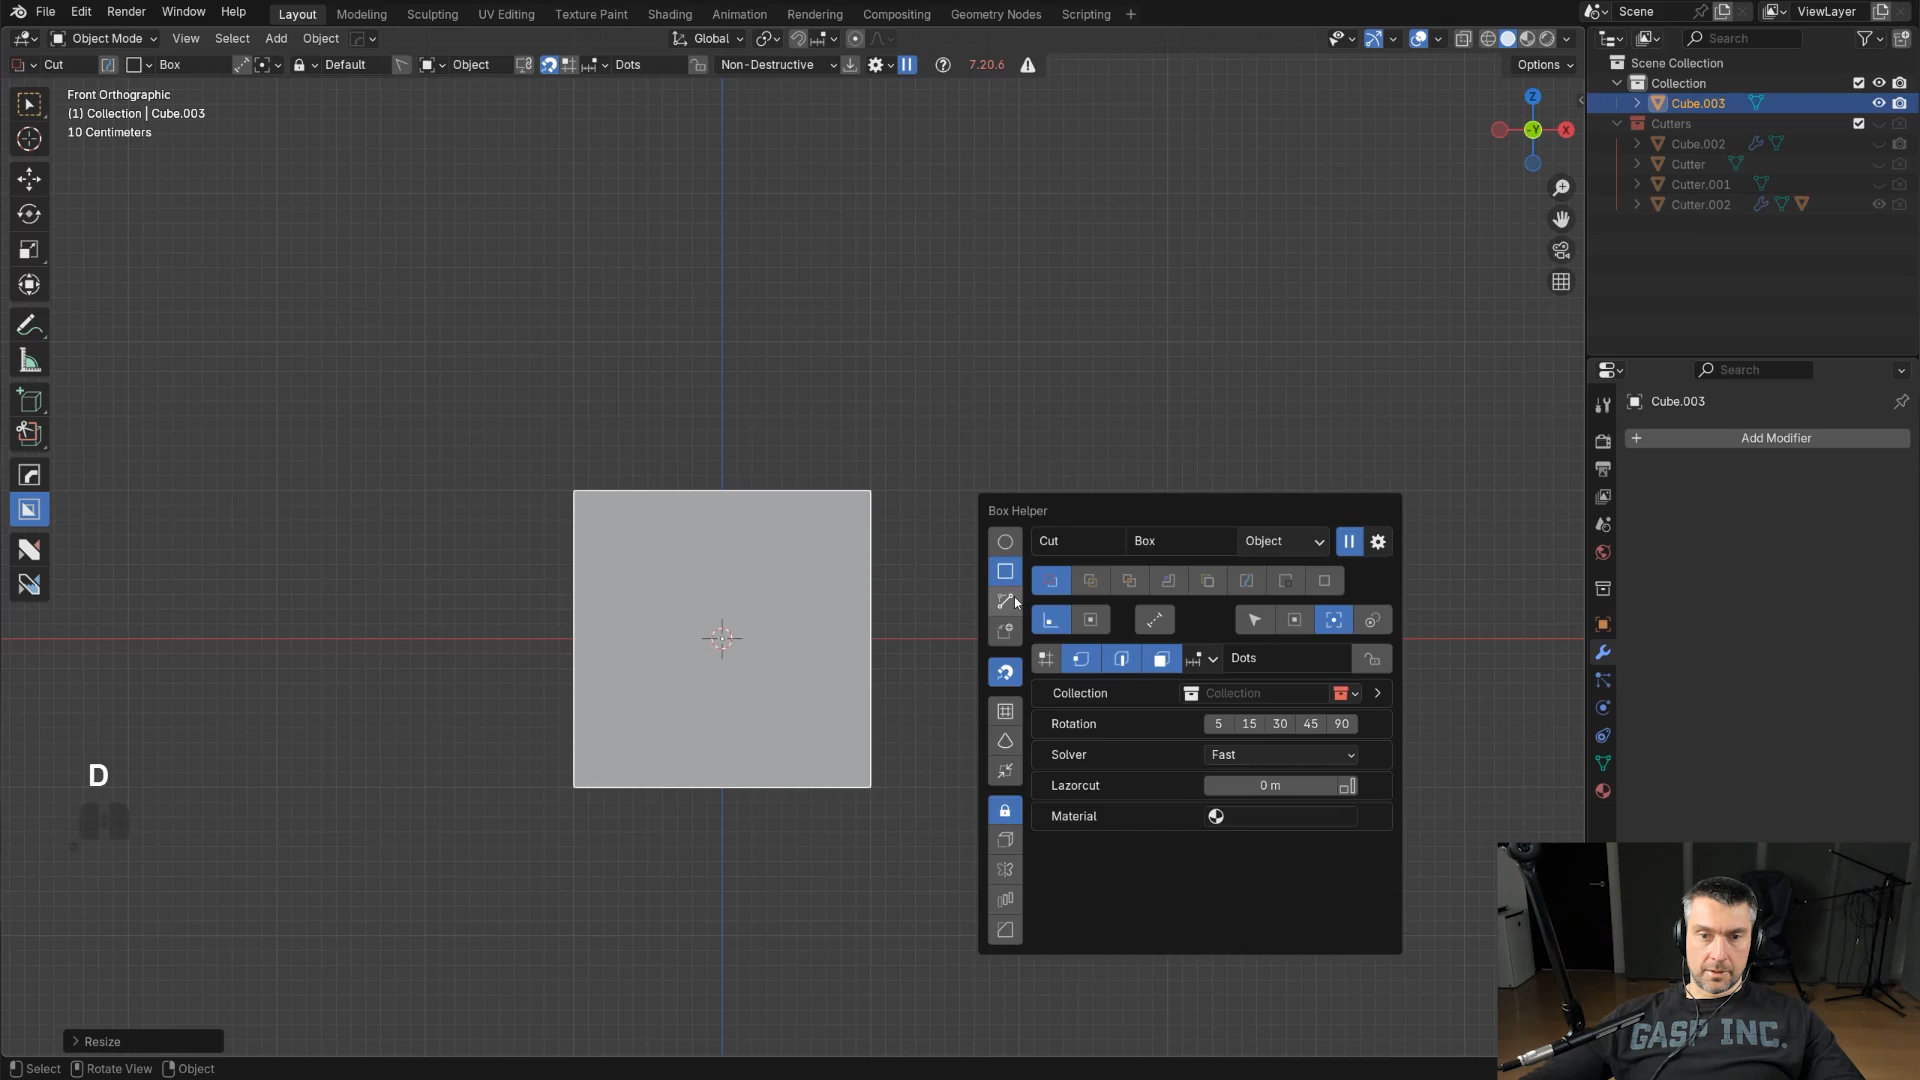 File Edit Render Window Help Layout Modeling Sculpting UV Editing Texture Paint Shading Animation Rendering Compositing Geometry Nodes Scripting Scene ViewLayer
Object Mode View Select Add Object Global Search
Cut Box Default Object Dots Non-Destructive 7.20.6 Options
Scene Collection
Collection
Cube.003
Cutters
Cube.002
Cutter
Cutter.001
Cutter.002
Front Orthographic
(1) Collection | Cube.003
10 Centimeters
Z
-Y
X
Search
Cube.003
Add Modifier
Box Helper
Cut Box Object
Dots
Collection Collection
Rotation 5 15 30 45 90
Solver Fast
Lazorcut 0 m
Material
D
Resize
Select Rotate View Object
GASP INC.